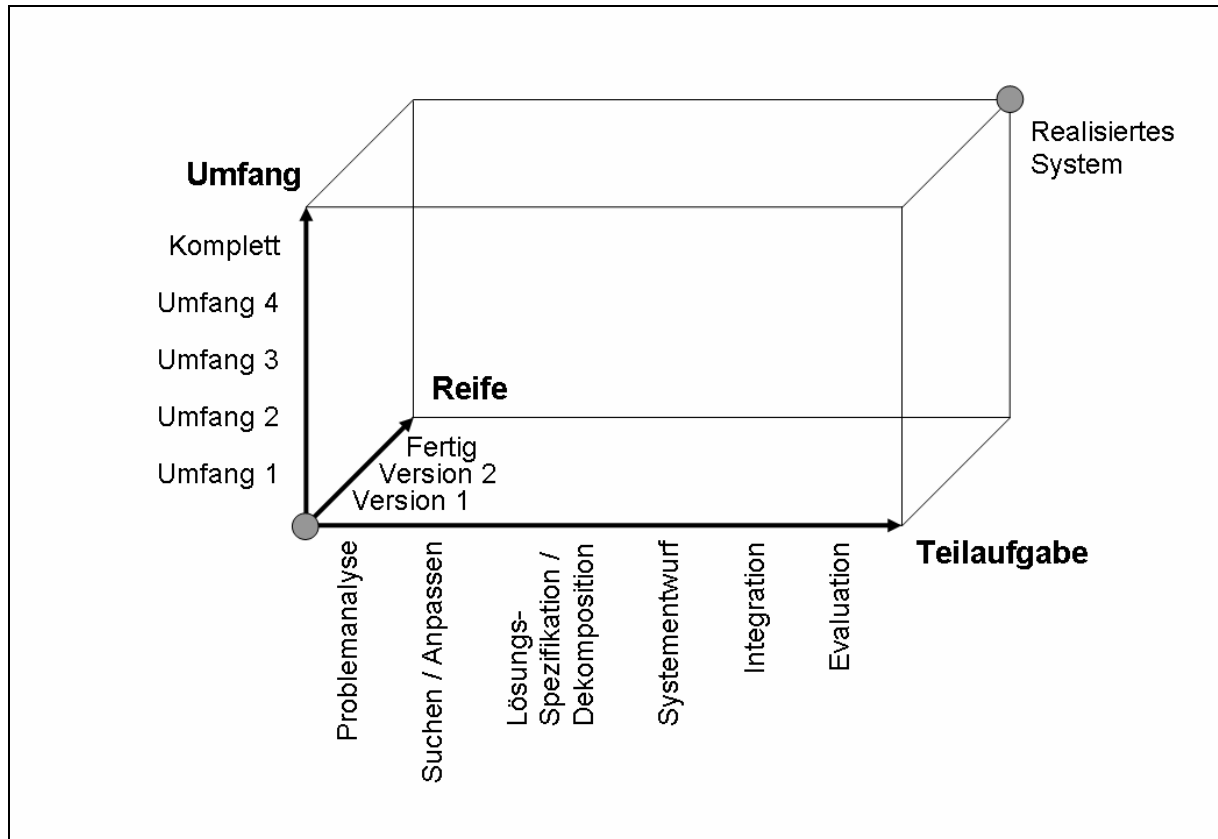 Realisiertes
System
Umfang
Komplett
Umfang 4
Umfang 3
Umfang 2
Umfang 1
Reife
Fertig
Version 2
Version 1
Teilaufgabe
Problemanalyse
Suchen / Anpassen
Lösungs-
Spezifikation /
Dekomposition
Systementwurf
Integration
Evaluation